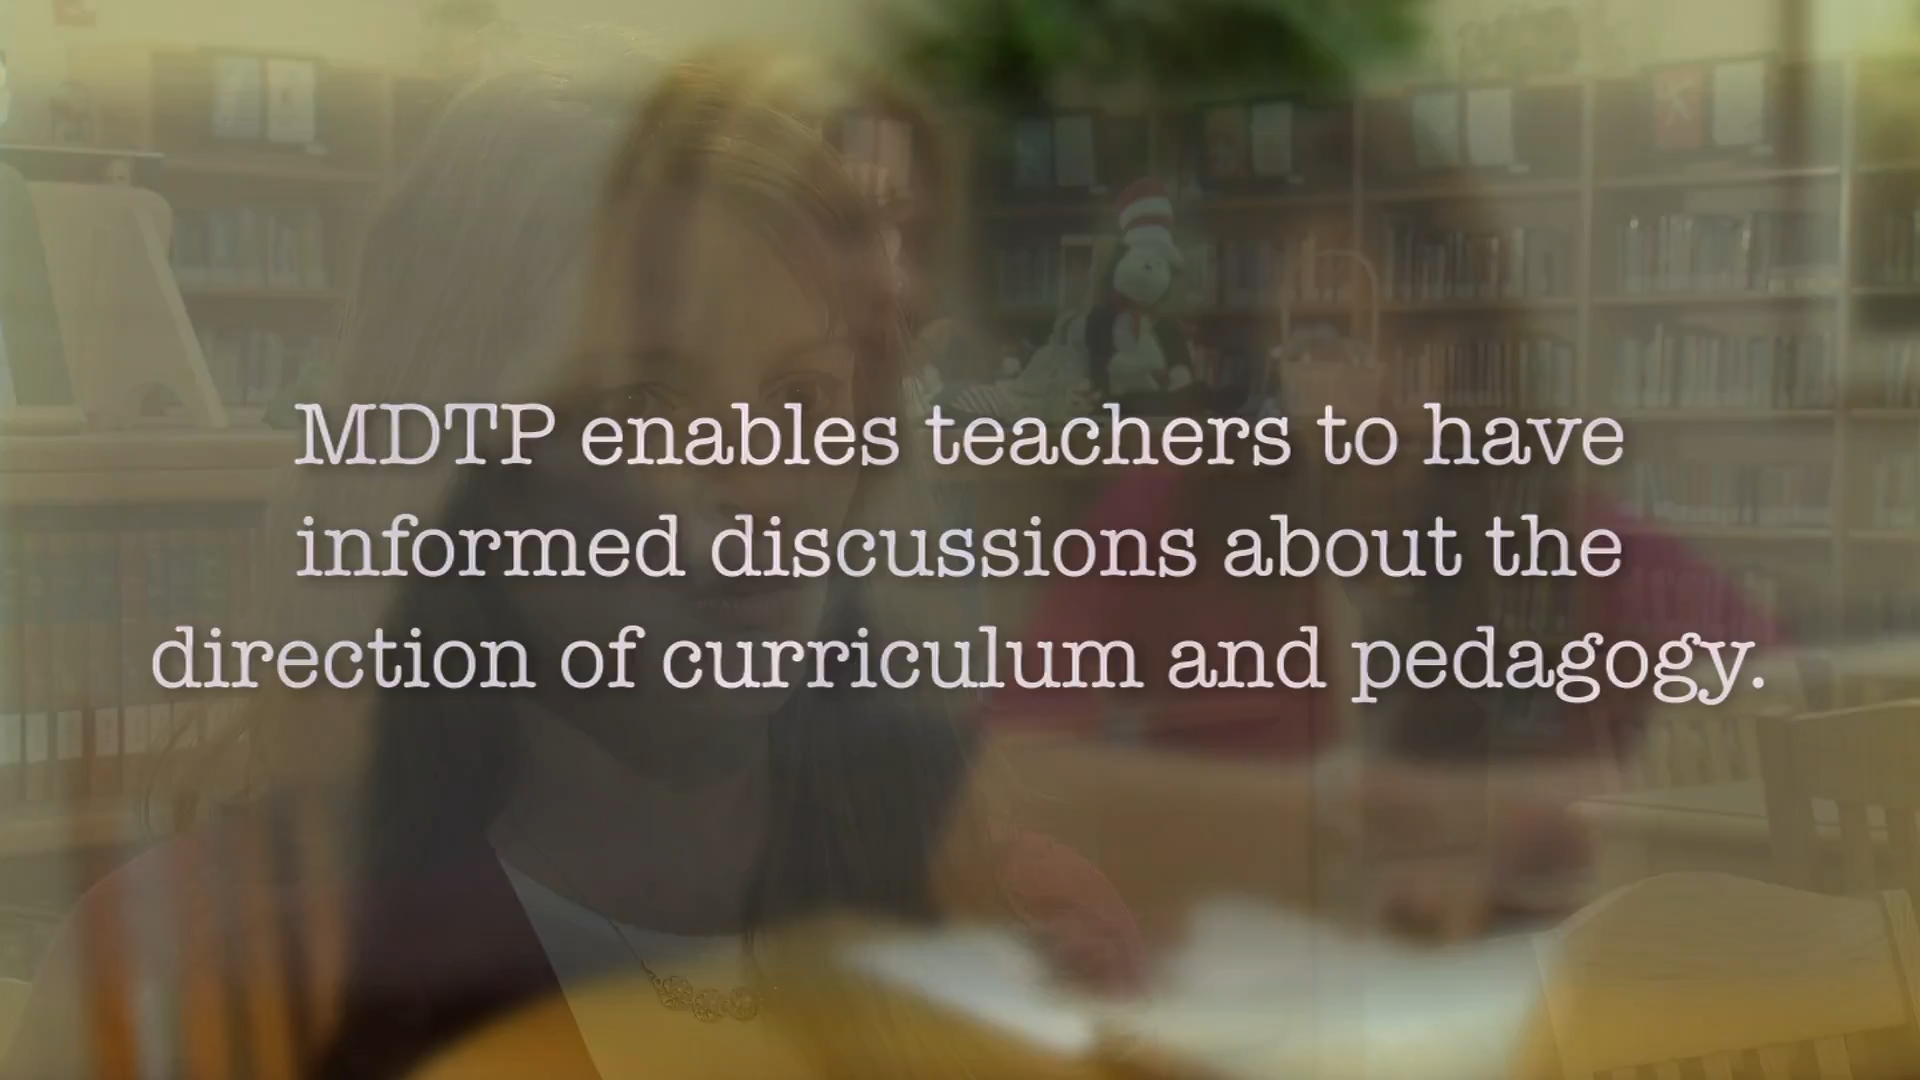 MDTP enables teachers to have
informed discussions about the
direction of curriculum and pedagogy.